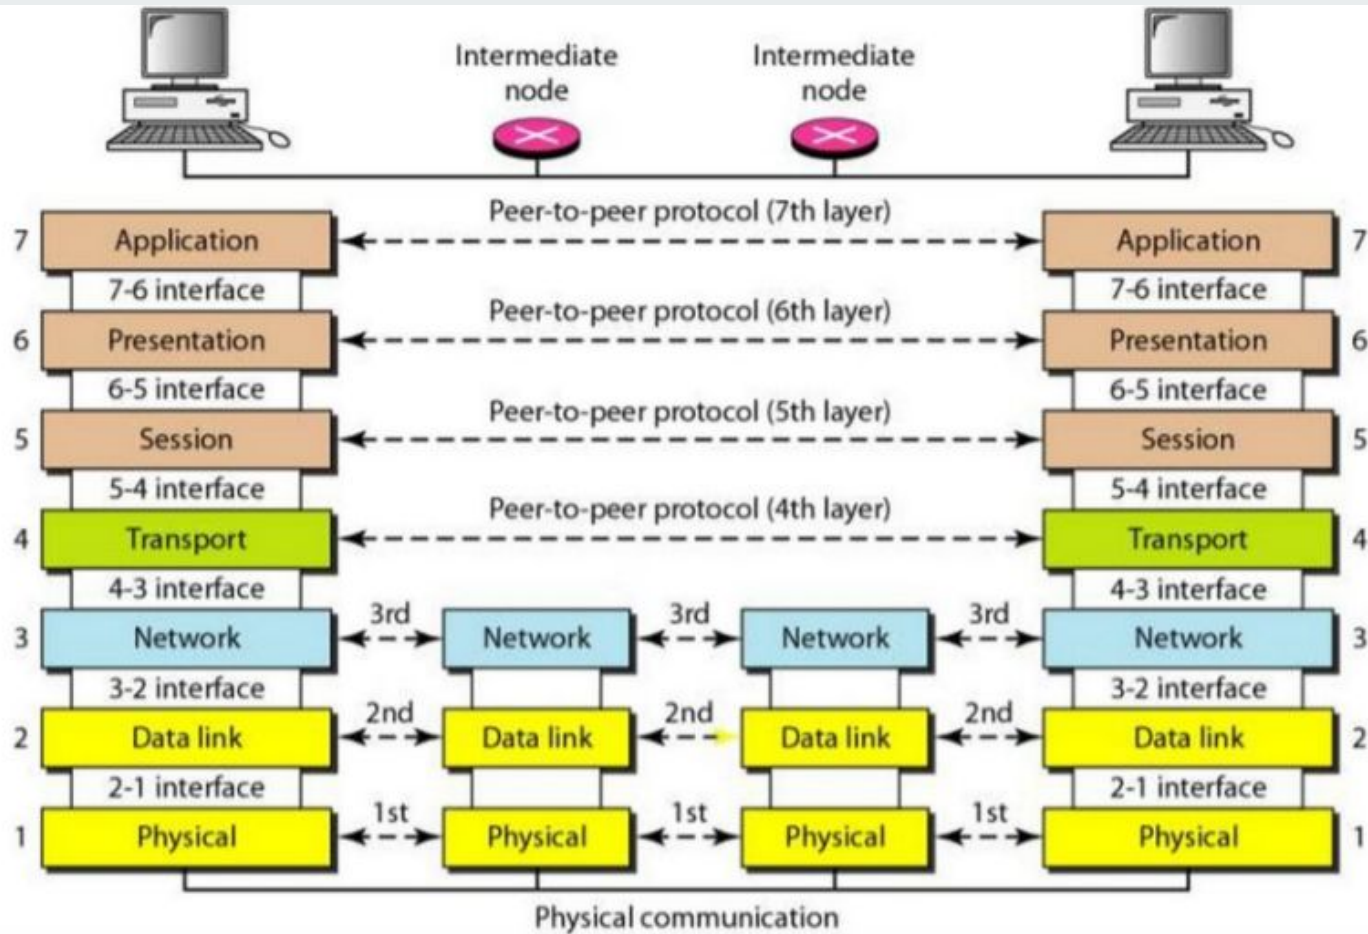 Intermediate node
Intermediate node
Peer-to-peer protocol (7th layer)
7 Application Application 7
7-6 interface 7-6 interface
Peer-to-peer protocol (6th layer)
6 Presentation Presentation 6
6-5 interface 6-5 interface
Peer-to-peer protocol (5th layer)
5 Session Session 5
5-4 interface 5-4 interface
Peer-to-peer protocol (4th layer)
4 Transport Transport 4
4-3 interface 4-3 interface
3rd 3rd 3rd
3 Network Network Network Network 3
3-2 interface 3-2 interface
2nd 2nd 2nd
2 Data link Data link Data link Data link 2
2-1 interface 2-1 interface
1st 1st 1st
1 Physical Physical Physical Physical 1
Physical communication